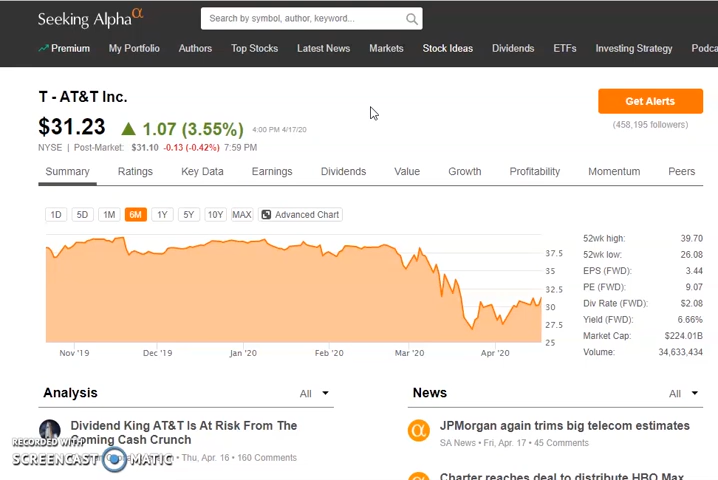 Seeking Alpha α
Search by symbol, author, keyword...
Premium My Portfolio Authors Top Stocks Latest News Markets Stock Ideas Dividends ETFs Investing Strategy Podca
T - AT&T Inc.
Get Alerts
(458,195 followers)
$31.23 ▲ 1.07 (3.55%) 4:00 PM 4/17/20
NYSE | Post-Market: $31.10 -0.13 (-0.42%) 7:59 PM
Summary Ratings Key Data Earnings Dividends Value Growth Profitability Momentum Peers
1D 5D 1M 6M 1Y 5Y 10Y MAX Advanced Chart
37.5
35
32.5
30
27.5
25
Nov '19 Dec '19 Jan '20 Feb '20 Mar '20 Apr '20
52wk high: 39.70
52wk low: 26.08
EPS (FWD): 3.44
PE (FWD): 9.07
Div Rate (FWD): $2.08
Yield (FWD): 6.66%
Market Cap: $224.01B
Volume: 34,633,434
Analysis All
Dividend King AT&T Is At Risk From The
Coming Cash Crunch
Thu, Apr. 16 • 160 Comments
News All
α JPMorgan again trims big telecom estimates
SA News • Fri, Apr. 17 • 45 Comments
Charter reaches deal to distribute HBO Max
RECORDED WITH
SCREENCAST MATIC